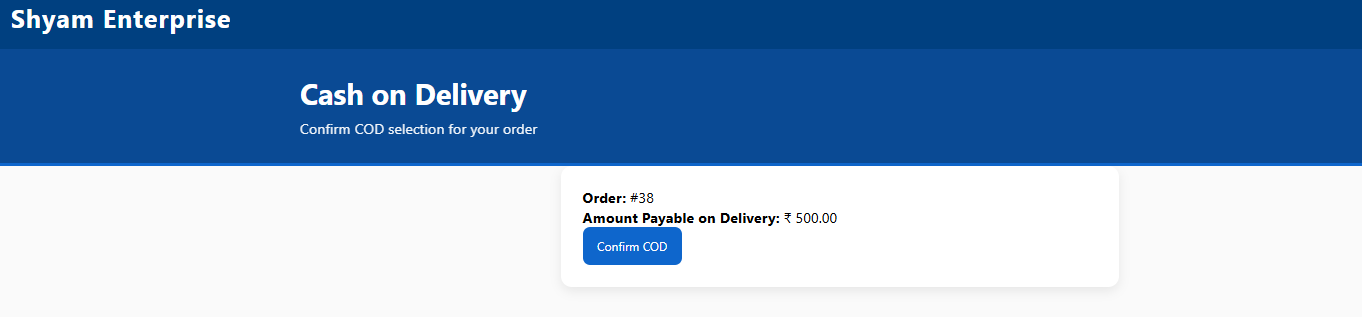 Shyam Enterprise
Cash on Delivery
Confirm COD selection for your order
Order: #38
Amount Payable on Delivery: ₹ 500.00
Confirm COD